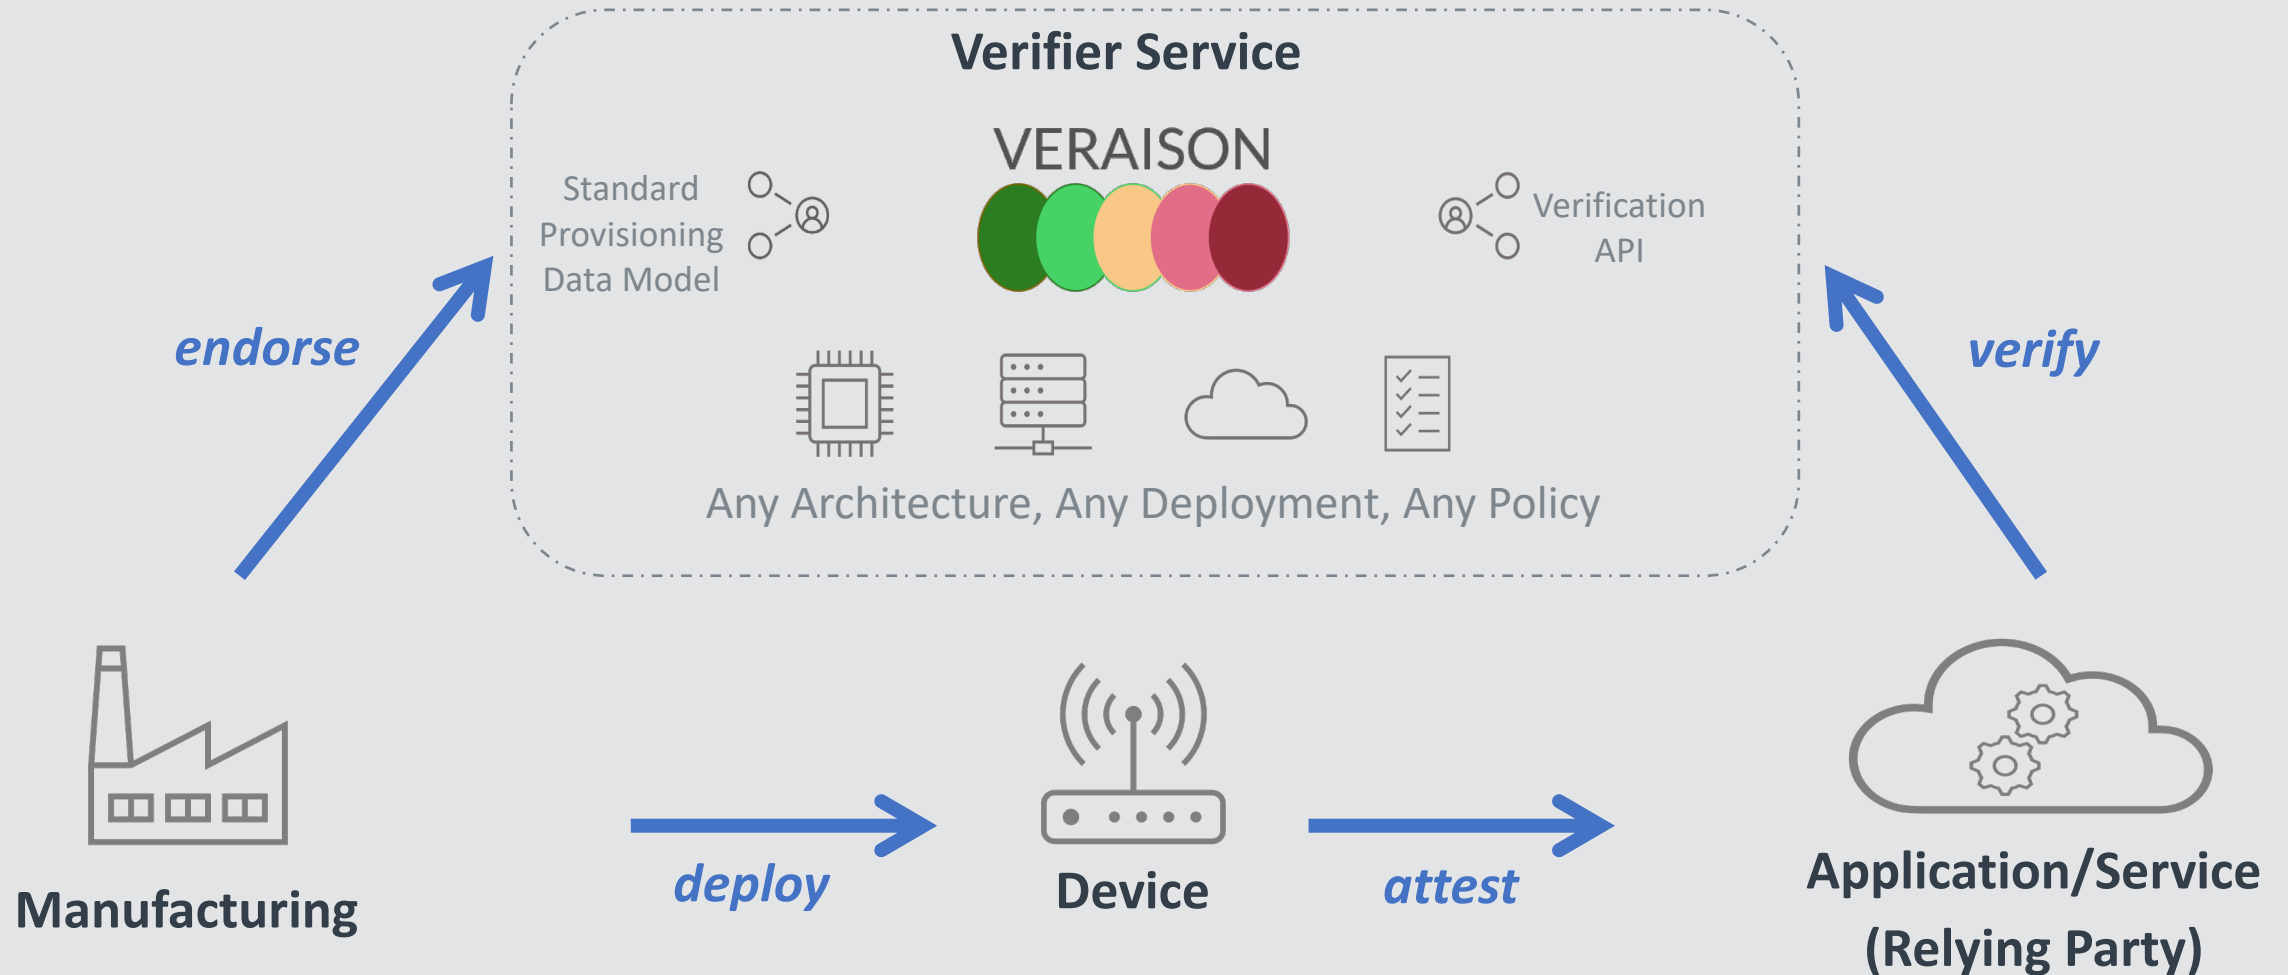 Verifier Service
VERAISON
Standard
Provisioning
Data Model
Verification
API
endorse
verify
Any Architecture, Any Deployment, Any Policy
Manufacturing
deploy
Device
attest
Application/Service
(Relying Party)